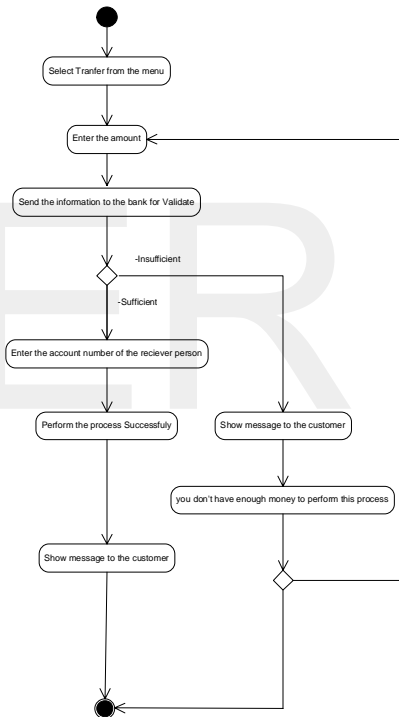 Select Tranfer from the menu
Enter the amount
Send the information to the bank for Validate
-Insufficient
-Sufficient
Enter the account number of the reciever person
Perform the process Successfuly
Show message to the customer
you don't have enough money to perform this process
Show message to the customer
ER